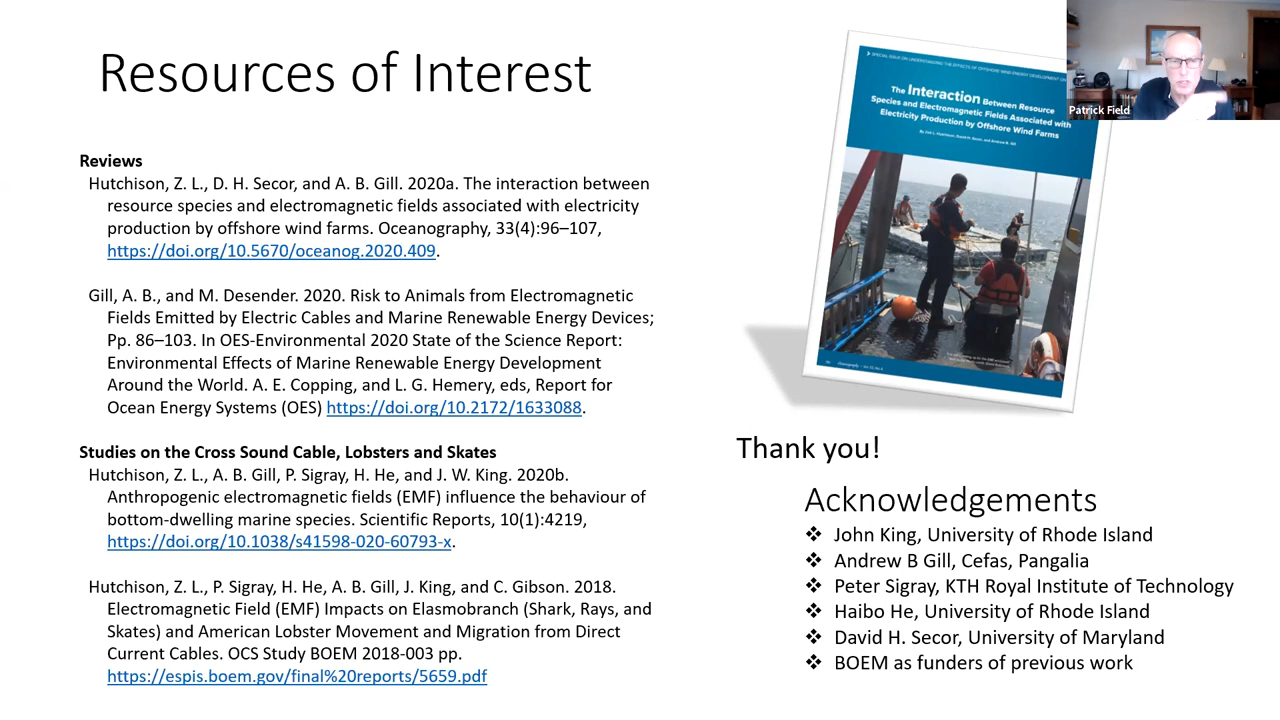 Resources of Interest
Reviews
Hutchison, Z. L., D. H. Secor, and A. B. Gill. 2020a. The interaction between
resource species and electromagnetic fields associated with electricity
production by offshore wind farms. Oceanography, 33(4):96–107,
https://doi.org/10.5670/oceanog.2020.409.
Gill, A. B., and M. Desender. 2020. Risk to Animals from Electromagnetic
Fields Emitted by Electric Cables and Marine Renewable Energy Devices;
Pp. 86–103. In OES-Environmental 2020 State of the Science Report:
Environmental Effects of Marine Renewable Energy Development
Around the World. A. E. Copping, and L. G. Hemery, eds, Report for
Ocean Energy Systems (OES) https://doi.org/10.2172/1633088.
Studies on the Cross Sound Cable, Lobsters and Skates
Hutchison, Z. L., A. B. Gill, P. Sigray, H. He, and J. W. King. 2020b.
Anthropogenic electromagnetic fields (EMF) influence the behaviour of
bottom-dwelling marine species. Scientific Reports, 10(1):4219,
https://doi.org/10.1038/s41598-020-60793-x.
Hutchison, Z. L., P. Sigray, H. He, A. B. Gill, J. King, and C. Gibson. 2018.
Electromagnetic Field (EMF) Impacts on Elasmobranch (Shark, Rays, and
Skates) and American Lobster Movement and Migration from Direct
Current Cables. OCS Study BOEM 2018-003 pp.
https://espis.boem.gov/final%20reports/5659.pdf
SPECIAL ISSUE ON UNDERSTANDING THE EFFECTS OF OFFSHORE WIND ENERGY DEVELOPMENT ON
The Interaction Between Resource
Species and Electromagnetic Fields Associated with
Electricity Production by Offshore Wind Farms
Patrick Field
Thank you!
Acknowledgements
❖ John King, University of Rhode Island
❖ Andrew B Gill, Cefas, Pangalia
❖ Peter Sigray, KTH Royal Institute of Technology
❖ Haibo He, University of Rhode Island
❖ David H. Secor, University of Maryland
❖ BOEM as funders of previous work